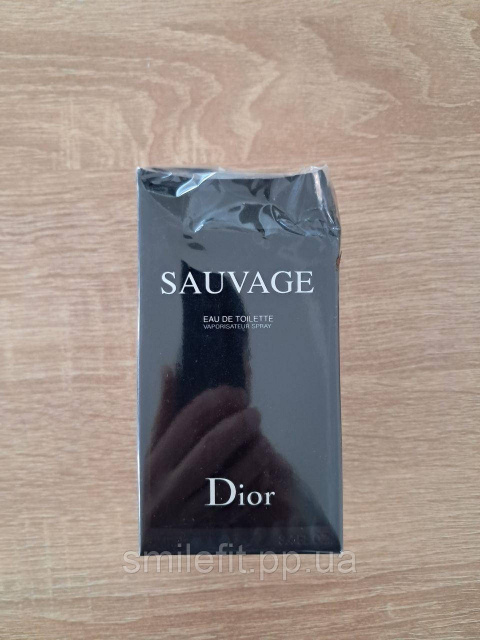 SAUVAGE
EAU DE TOILETTE
VAPORISATEUR SPRAY
Dior
smilefit.pp.ua